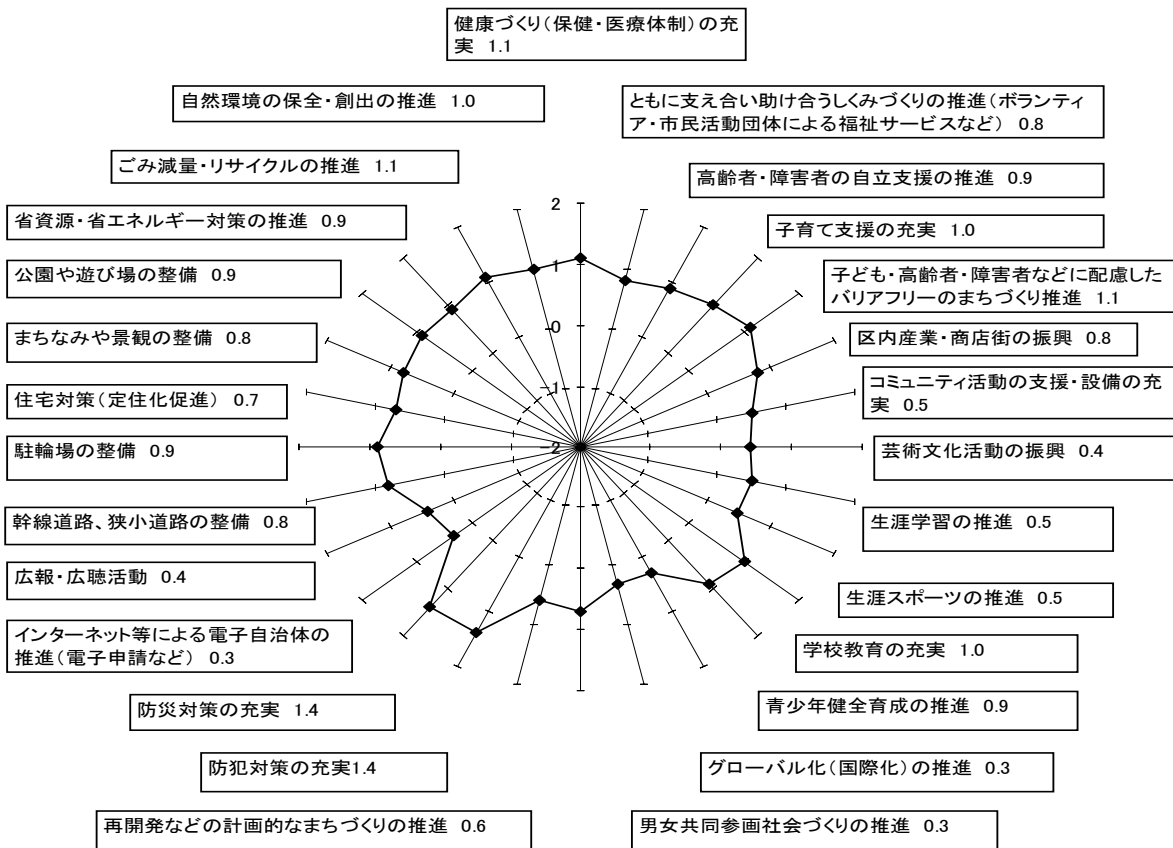 健康づくり(保健・医療体制)の充
実 1.1
自然環境の保全・創出の推進 1.0
ともに支え合い助け合うしくみづくりの推進(ボランティ
ア・市民活動団体による福祉サービスなど) 0.8
ごみ減量・リサイクルの推進 1.1
高齢者・障害者の自立支援の推進 0.9
省資源・省エネルギー対策の推進 0.9
子育て支援の充実 1.0
公園や遊び場の整備 0.9
子ども・高齢者・障害者などに配慮した
バリアフリーのまちづくり推進 1.1
まちなみや景観の整備 0.8
区内産業・商店街の振興 0.8
住宅対策(定住化促進) 0.7
コミュニティ活動の支援・設備の充
実 0.5
駐輪場の整備 0.9
芸術文化活動の振興 0.4
幹線道路、狭小道路の整備 0.8
生涯学習の推進 0.5
広報・広聴活動 0.4
生涯スポーツの推進 0.5
インターネット等による電子自治体の
推進(電子申請など) 0.3
学校教育の充実 1.0
防災対策の充実 1.4
青少年健全育成の推進 0.9
防犯対策の充実1.4
グローバル化(国際化)の推進 0.3
再開発などの計画的なまちづくりの推進 0.6
男女共同参画社会づくりの推進 0.3
2
1
0
-1
-2